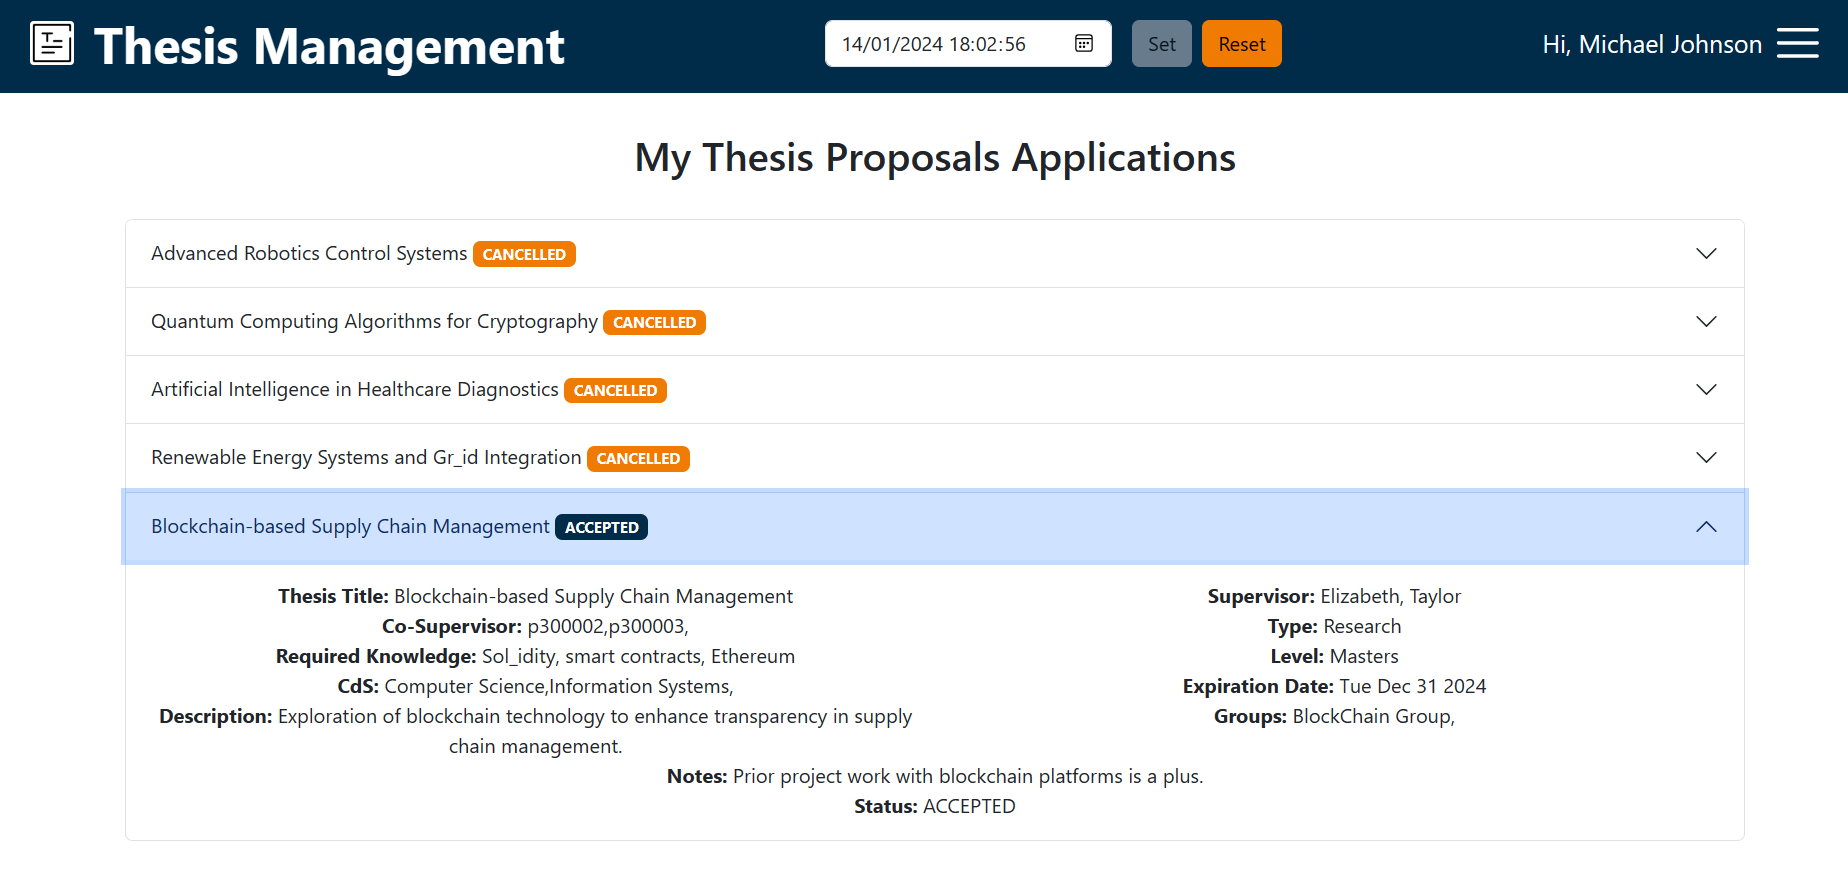 Thesis Management
14/01/2024 18:02:56
Set
Reset
Hi, Michael Johnson
My Thesis Proposals Applications
Advanced Robotics Control Systems CANCELLED
Quantum Computing Algorithms for Cryptography CANCELLED
Artificial Intelligence in Healthcare Diagnostics CANCELLED
Renewable Energy Systems and Gr_id Integration CANCELLED
Blockchain-based Supply Chain Management ACCEPTED
Thesis Title: Blockchain-based Supply Chain Management
Co-Supervisor: p300002,p300003,
Required Knowledge: Sol_idity, smart contracts, Ethereum
CdS: Computer Science,Information Systems,
Description: Exploration of blockchain technology to enhance transparency in supply
chain management.
Supervisor: Elizabeth, Taylor
Type: Research
Level: Masters
Expiration Date: Tue Dec 31 2024
Groups: BlockChain Group,
Notes: Prior project work with blockchain platforms is a plus.
Status: ACCEPTED